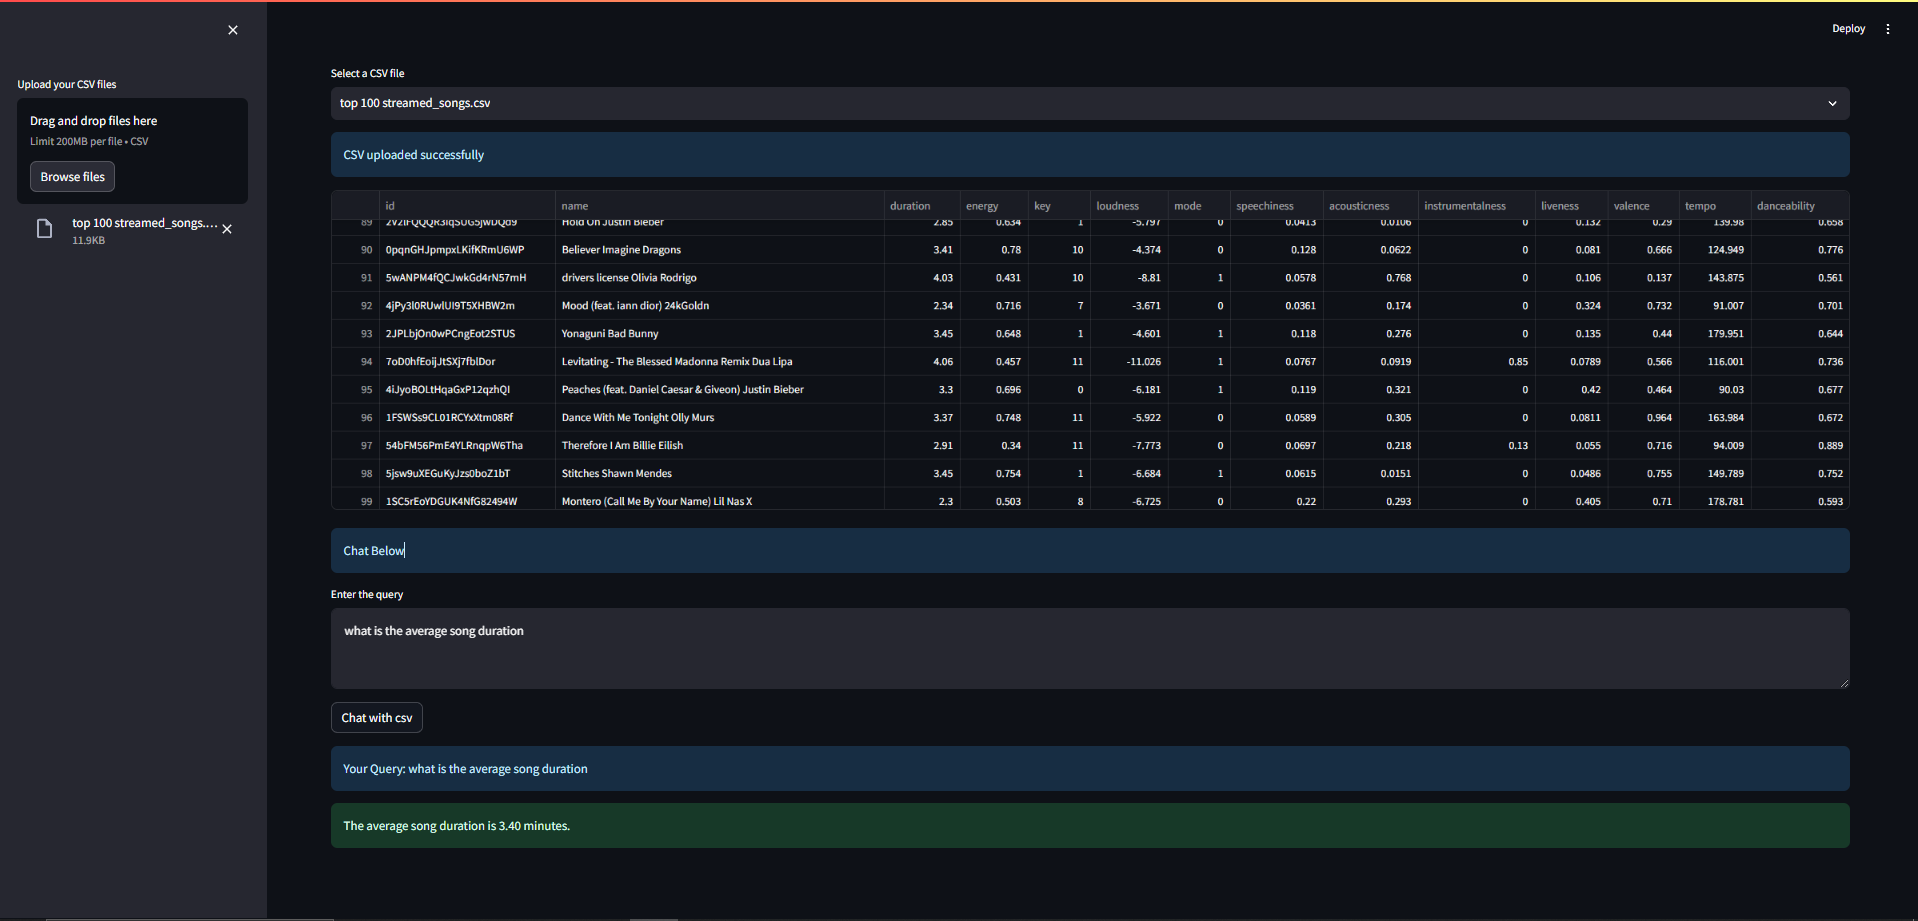 Deploy
Upload your CSV files
Drag and drop files here
Limit 200MB per file • CSV
Browse files
top 100 streamed_songs....
11.9KB
Select a CSV file
top 100 streamed_songs.csv
CSV uploaded successfully
id name duration energy key loudness mode speechiness acousticness instrumentalness liveness valence tempo danceability
89 Hold On Justin Bieber 2.85 0.634 1 -5.797 0 0.0413 0.0106 0 0.132 0.29 139.98 0.658
90 0pqnGHJpmpxLKifKRmU6WP Believer Imagine Dragons 3.41 0.78 10 -4.374 0 0.128 0.0622 0 0.081 0.666 124.949 0.776
91 5wANPM4fQCJwkGd4rN57mH drivers license Olivia Rodrigo 4.03 0.431 10 -8.81 1 0.0578 0.768 0 0.106 0.137 143.875 0.561
92 4jPy3l0RUwlUI9T5XHBW2m Mood (feat. iann dior) 24kGoldn 2.34 0.716 7 -3.671 0 0.0361 0.174 0 0.324 0.732 91.007 0.701
93 2JPLbjOn0wPCngEot2STUS Yonaguni Bad Bunny 3.45 0.648 1 -4.601 1 0.118 0.276 0 0.135 0.44 179.951 0.644
94 7oD0hfEoijJtSXj7fblDor Levitating - The Blessed Madonna Remix Dua Lipa 4.06 0.457 11 -11.026 1 0.0767 0.0919 0.85 0.0789 0.566 116.001 0.736
95 4iJyoBOLtHqaGxP12qzhQI Peaches (feat. Daniel Caesar & Giveon) Justin Bieber 3.3 0.696 0 -6.181 1 0.119 0.321 0 0.42 0.464 90.03 0.677
96 1FSWSs9CL01RCYxXtm08Rf Dance With Me Tonight Olly Murs 3.37 0.748 11 -5.922 0 0.0589 0.305 0 0.0811 0.964 163.984 0.672
97 54bFM56PmE4YLRnqpW6Tha Therefore I Am Billie Eilish 2.91 0.34 11 -7.773 0 0.0697 0.218 0.13 0.055 0.716 94.009 0.889
98 5jsw9uXEGuKyJzs0boZ1bT Stitches Shawn Mendes 3.45 0.754 1 -6.684 1 0.0615 0.0151 0 0.0486 0.755 149.789 0.752
99 1SC5rEoYDGUK4NfG82494W Montero (Call Me By Your Name) Lil Nas X 2.3 0.503 8 -6.725 0 0.22 0.293 0 0.405 0.71 178.781 0.593
Chat Below
Enter the query
what is the average song duration
Chat with csv
Your Query: what is the average song duration
The average song duration is 3.40 minutes.